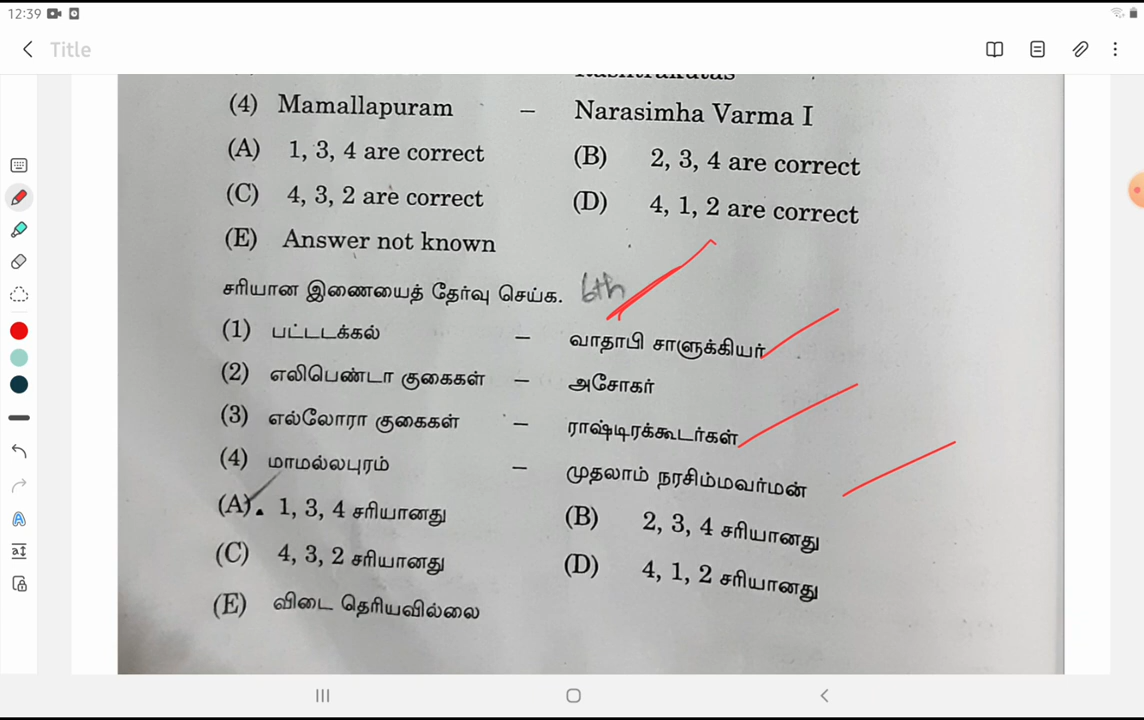 12:39
Title
Rashtrakutas
(4) Mamallapuram – Narasimha Varma I
(A) 1, 3, 4 are correct (B) 2, 3, 4 are correct
(C) 4, 3, 2 are correct (D) 4, 1, 2 are correct
(E) Answer not known
சரியான இணையைத் தேர்வு செய்க. 6th
(1) பட்டடக்கல் – வாதாபி சாளுக்கியர்
(2) எலிபெண்டா குகைகள் – அசோகர்
(3) எல்லோரா குகைகள் – ராஷ்டிரக்கூடர்கள்
(4) மாமல்லபுரம் – முதலாம் நரசிம்மவர்மன்
(A). 1, 3, 4 சரியானது (B) 2, 3, 4 சரியானது
(C) 4, 3, 2 சரியானது (D) 4, 1, 2 சரியானது
(E) விடை தெரியவில்லை